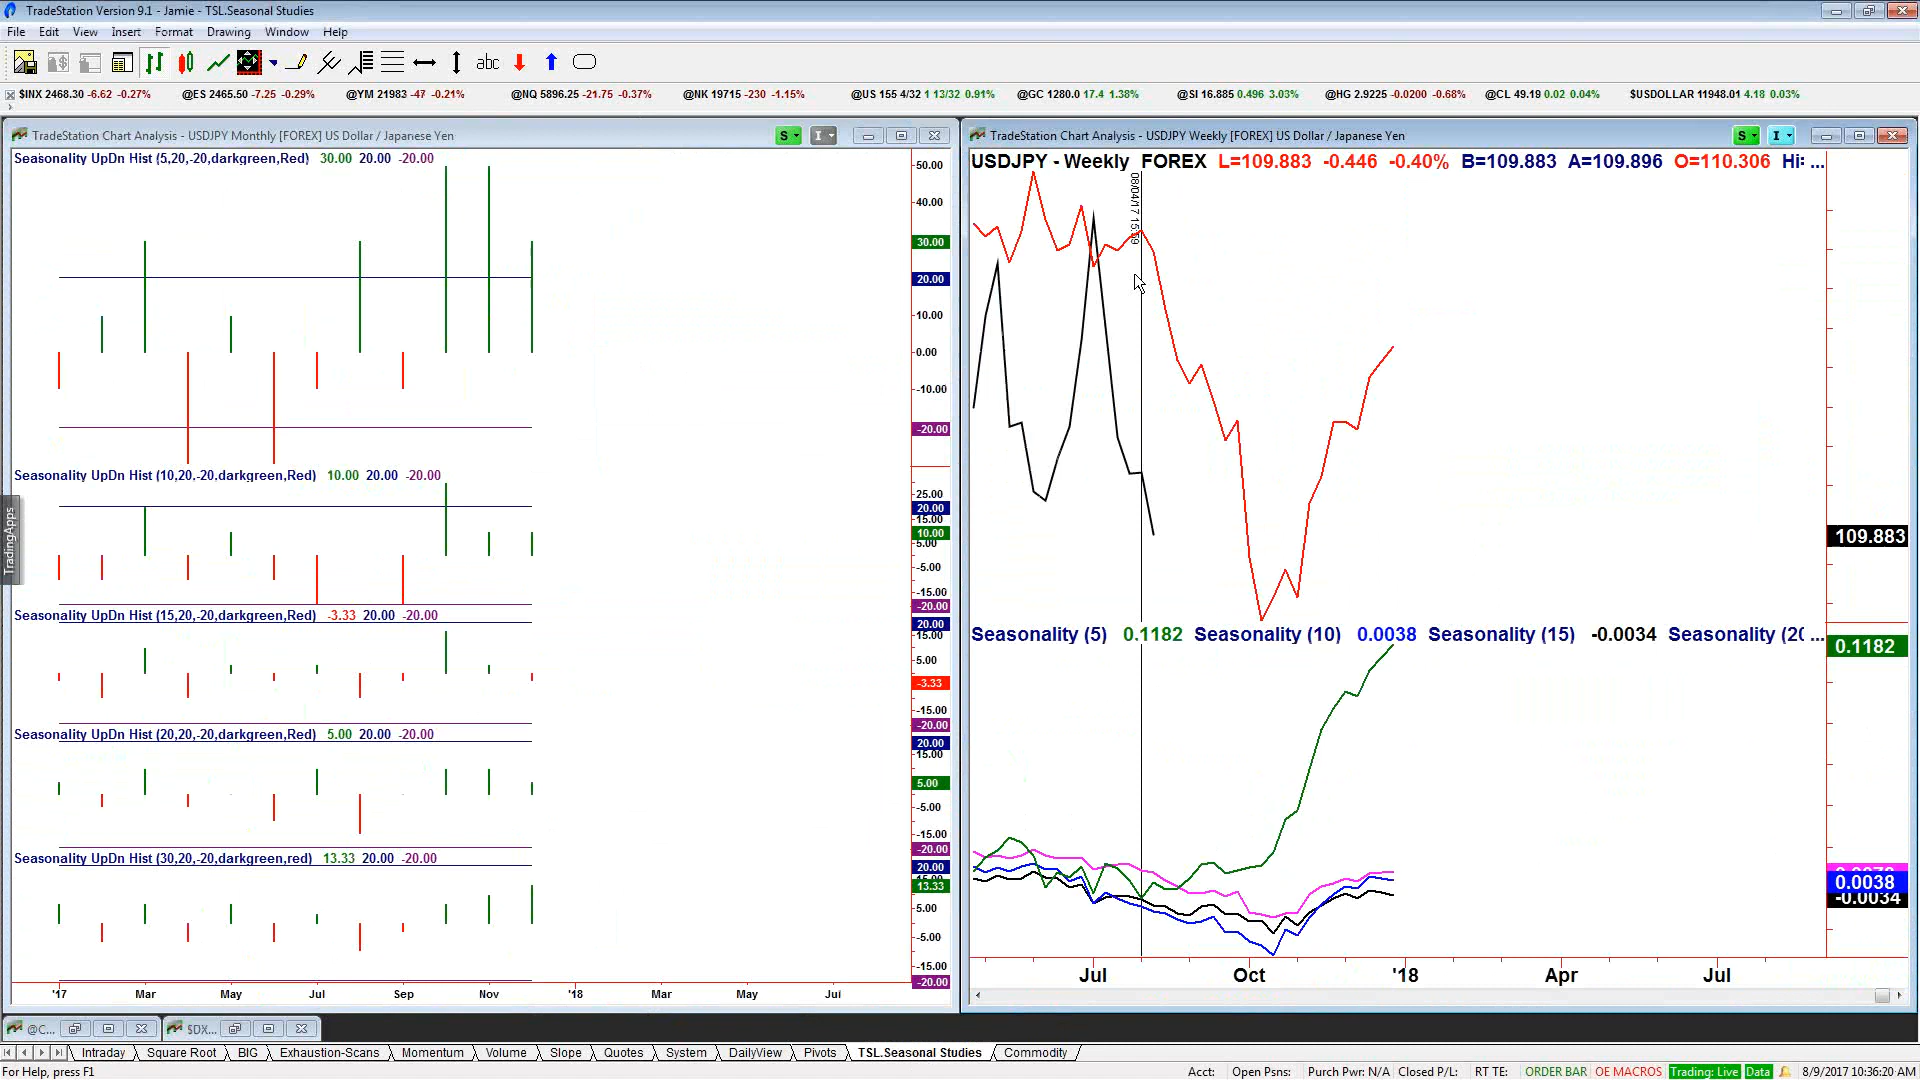 TradeStation Version 9.1 - Jamie - TSL.Seasonal Studies
File Edit View Insert Format Drawing Window Help
abc
$INX 2468.30 -6.62 -0.27% @ES 2465.50 -7.25 -0.29% @YM 21983 -47 -0.21% @NQ 5896.25 -21.75 -0.37% @NK 19715 -230 -1.15% @US 155 4/32 1 13/32 0.91% @GC 1280.0 17.4 1.38% @SI 16.885 0.496 3.03% @HG 2.9225 -0.0200 -0.68% @CL 49.19 0.02 0.04% $USDOLLAR 11948.01 4.18 0.03%
TradeStation Chart Analysis - USDJPY Monthly [FOREX] US Dollar / Japanese Yen
S
I
Seasonality UpDn Hist (5,20,-20,darkgreen,Red) 30.00 20.00 -20.00
50.00
40.00
30.00
20.00
10.00
0.00
-10.00
-20.00
Seasonality UpDn Hist (10,20,-20,darkgreen,Red) 10.00 20.00 -20.00
25.00
20.00
15.00
10.00
5.00
-5.00
-15.00
-20.00
Seasonality UpDn Hist (15,20,-20,darkgreen,Red) -3.33 20.00 -20.00
20.00
15.00
5.00
-3.33
-15.00
-20.00
Seasonality UpDn Hist (20,20,-20,darkgreen,Red) 5.00 20.00 -20.00
20.00
15.00
5.00
-5.00
-15.00
-20.00
Seasonality UpDn Hist (30,20,-20,darkgreen,red) 13.33 20.00 -20.00
20.00
13.33
5.00
-5.00
-15.00
-20.00
'17 Mar May Jul Sep Nov '18 Mar May Jul
TradingApps
TradeStation Chart Analysis - USDJPY Weekly [FOREX] US Dollar / Japanese Yen
S
I
USDJPY - Weekly FOREX L=109.883 -0.446 -0.40% B=109.883 A=109.896 O=110.306 Hi: ...
109.883
Seasonality (5) 0.1182 Seasonality (10) 0.0038 Seasonality (15) -0.0034 Seasonality (20 ...
0.1182
0.0038
-0.0034
Jul Oct '18 Apr Jul
@C... $DX...
Intraday Square Root BIG Exhaustion-Scans Momentum Volume Slope Quotes System DailyView Pivots TSL.Seasonal Studies Commodity
For Help, press F1
Acct: Open Psns: Purch Pwr: N/A Closed P/L: RT TE: ORDER BAR OE MACROS Trading: Live Data 8/9/2017 10:36:20 AM